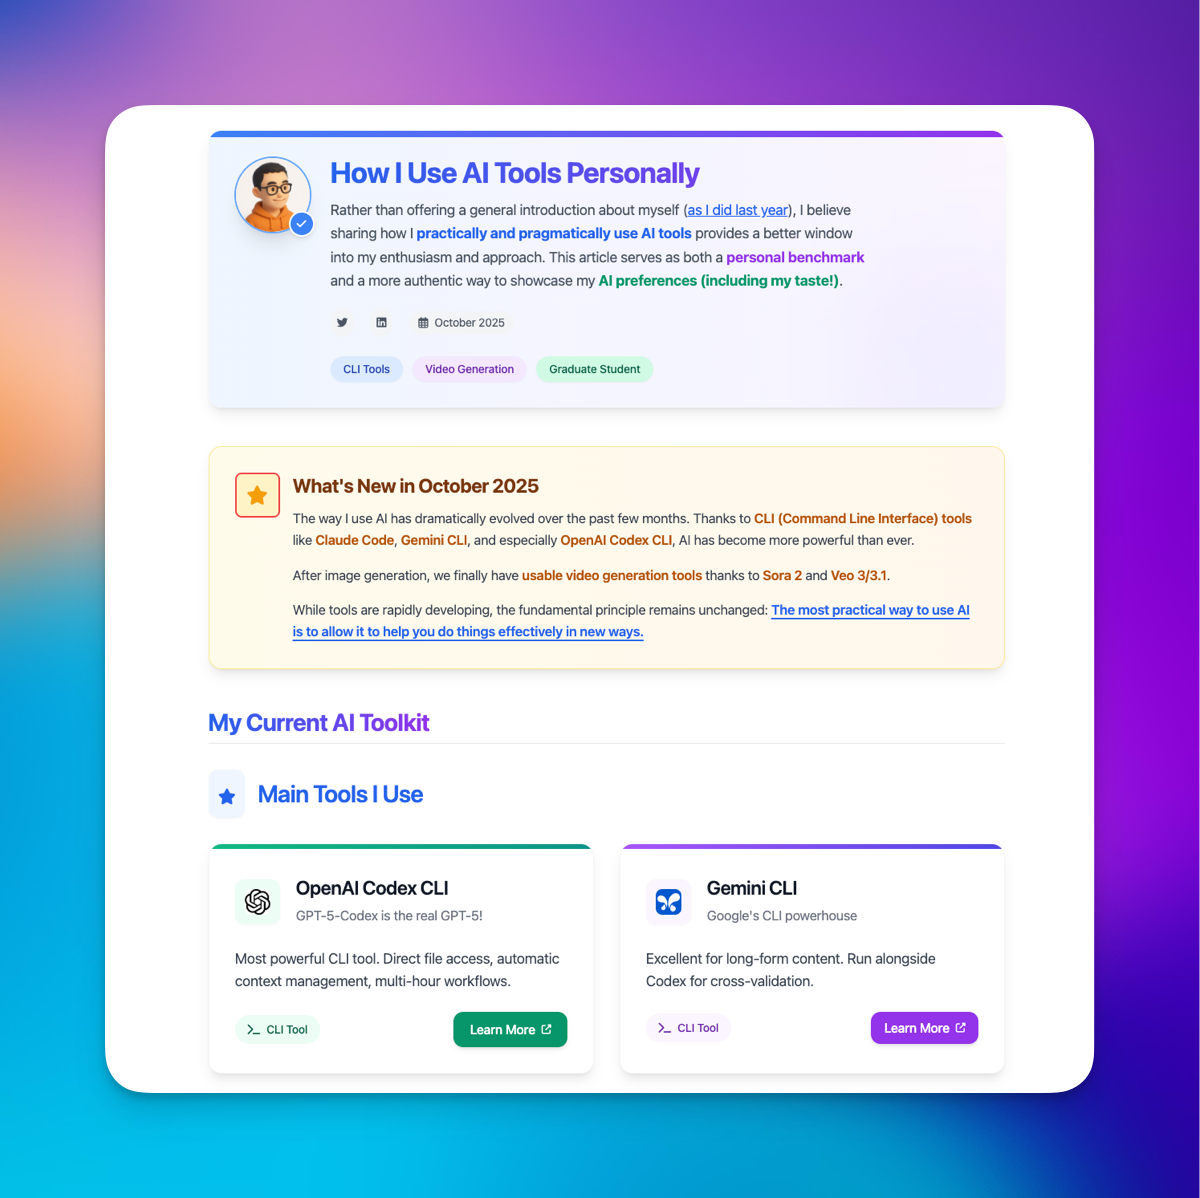 How I Use AI Tools Personally
Rather than offering a general introduction about myself (as I did last year), I believe
sharing how I practically and pragmatically use AI tools provides a better window
into my enthusiasm and approach. This article serves as both a personal benchmark
and a more authentic way to showcase my AI preferences (including my taste!).
October 2025
CLI Tools Video Generation Graduate Student
What's New in October 2025
The way I use AI has dramatically evolved over the past few months. Thanks to CLI (Command Line Interface) tools
like Claude Code, Gemini CLI, and especially OpenAI Codex CLI, AI has become more powerful than ever.
After image generation, we finally have usable video generation tools thanks to Sora 2 and Veo 3/3.1.
While tools are rapidly developing, the fundamental principle remains unchanged: The most practical way to use AI
is to allow it to help you do things effectively in new ways.
My Current AI Toolkit
Main Tools I Use
OpenAI Codex CLI
GPT-5-Codex is the real GPT-5!
Most powerful CLI tool. Direct file access, automatic
context management, multi-hour workflows.
CLI Tool Learn More
Gemini CLI
Google's CLI powerhouse
Excellent for long-form content. Run alongside
Codex for cross-validation.
CLI Tool Learn More